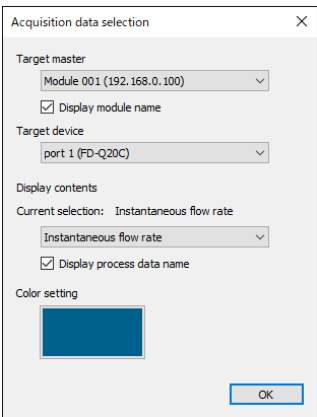 Acquisition data selection
Target master
Module 001 (192.168.0.100)
Display module name
Target device
port 1 (FD-Q20C)
Display contents
Current selection: Instantaneous flow rate
Instantaneous flow rate
Display process data name
Color setting
OK